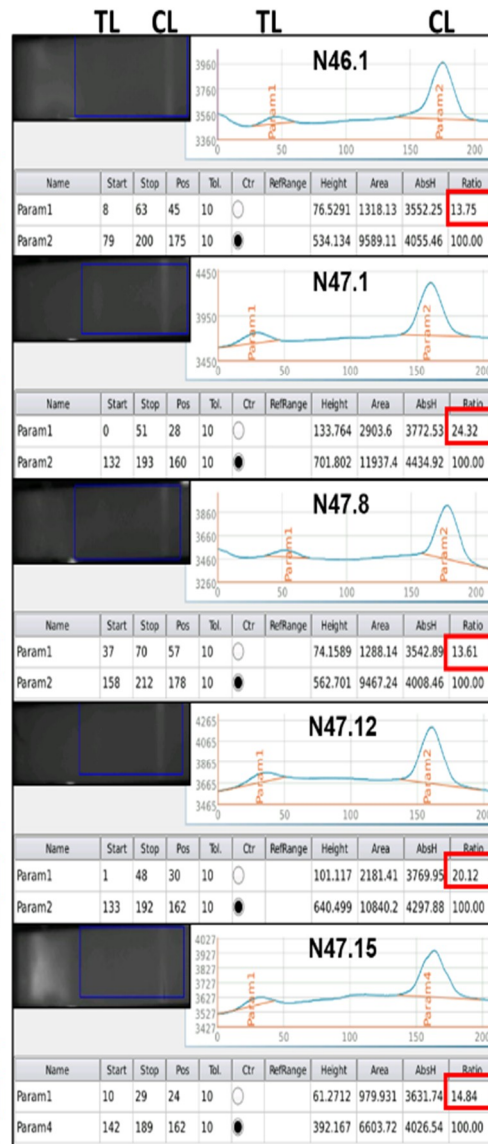 TL CL TL CL
N46.1
3960
3760
3560
3360
Param1
Param2
50 100 150 200
Name Start Stop Pos Tol. Ctr RefRange Height Area AbsH Ratio
Param1 8 63 45 10 76.5291 1318.13 3552.25 13.75
Param2 79 200 175 10 534.134 9589.11 4055.46 100.00
N47.1
4450
3950
3450
Param1
Param2
0 50 100 150 200
Name Start Stop Pos Tol. Ctr RefRange Height Area AbsH Ratio
Param1 0 51 28 10 133.764 2903.6 3772.53 24.32
Param2 132 193 160 10 701.802 11937.4 4434.92 100.00
N47.8
3860
3660
3460
3260
Param1
Param2
0 50 100 150 200
Name Start Stop Pos Tol. Ctr RefRange Height Area AbsH Ratio
Param1 37 70 57 10 74.1589 1288.14 3542.89 13.61
Param2 158 212 178 10 562.701 9467.24 4008.46 100.00
N47.12
4265
4065
3865
3665
3465
Param1
Param2
0 50 100 150 200
Name Start Stop Pos Tol. Ctr RefRange Height Area AbsH Ratio
Param1 1 48 30 10 101.117 2181.41 3769.95 20.12
Param2 133 192 162 10 640.499 10840.2 4297.88 100.00
N47.15
4027
3927
3827
3727
3627
3527
3427
Param1
Param4
0 50 100 150 200
Name Start Stop Pos Tol. Ctr RefRange Height Area AbsH Ratio
Param1 10 29 24 10 61.2712 979.931 3631.74 14.84
Param4 142 189 162 10 392.167 6603.72 4026.54 100.00